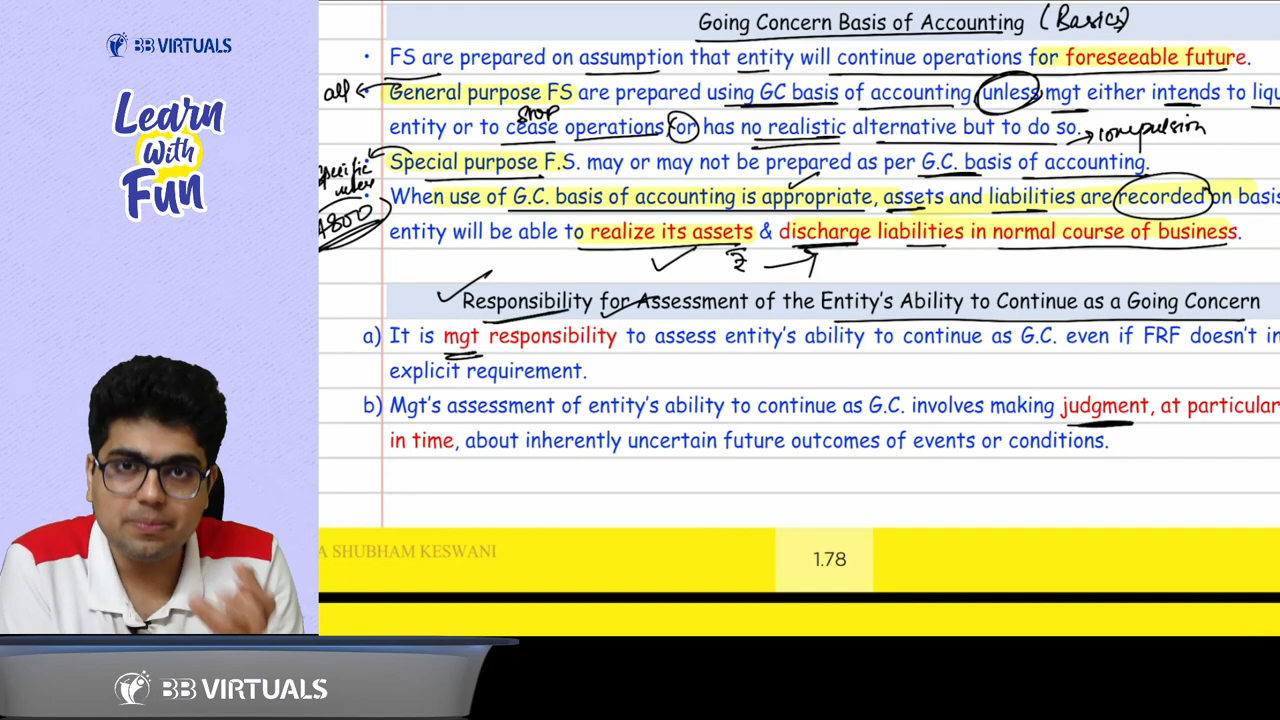 BB VIRTUALS
Learn
With
Fun
Going Concern Basis of Accounting (Basics)
• FS are prepared on assumption that entity will continue operations for foreseeable future.
all
• General purpose FS are prepared using GC basis of accounting unless mgt either intends to liqu
stop
entity or to cease operations or has no realistic alternative but to do so. → compulsion
• Special purpose F.S. may or may not be prepared as per G.C. basis of accounting.
specific
users
• When use of G.C. basis of accounting is appropriate, assets and liabilities are recorded on basis
800
entity will be able to realize its assets & discharge liabilities in normal course of business.
Responsibility for Assessment of the Entity's Ability to Continue as a Going Concern
a) It is mgt responsibility to assess entity's ability to continue as G.C. even if FRF doesn't in
explicit requirement.
b) Mgt's assessment of entity's ability to continue as G.C. involves making judgment, at particular
in time, about inherently uncertain future outcomes of events or conditions.
A SHUBHAM KESWANI
1.78
BB VIRTUALS